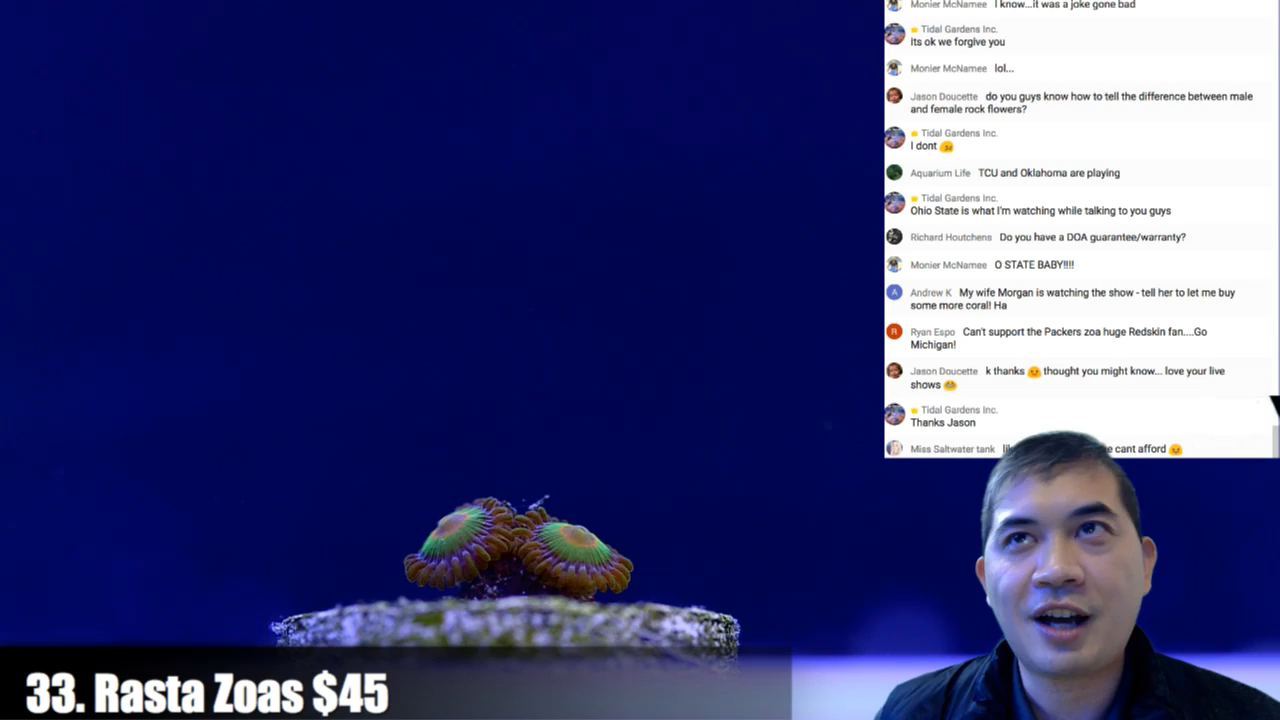 Monier McNamee I know...it was a joke gone bad
Tidal Gardens Inc.
its ok we forgive you
Monier McNamee lol...
Jason Doucette do you guys know how to tell the difference between male
and female rock flowers?
Tidal Gardens Inc.
I dont
Aquarium Life TCU and Oklahoma are playing
Tidal Gardens Inc.
Ohio State is what I'm watching while talking to you guys
Richard Houtchens Do you have a DOA guarantee/warranty?
Monier McNamee O STATE BABY!!!!
A Andrew K My wife Morgan is watching the show - tell her to let me buy
some more coral! Ha
R Ryan Espo Can't support the Packers zoa huge Redskin fan....Go
Michigan!
Jason Doucette k thanks thought you might know... love your live
shows
Tidal Gardens Inc.
Thanks Jason
Miss Saltwater tank cant afford
33. Rasta Zoas $45